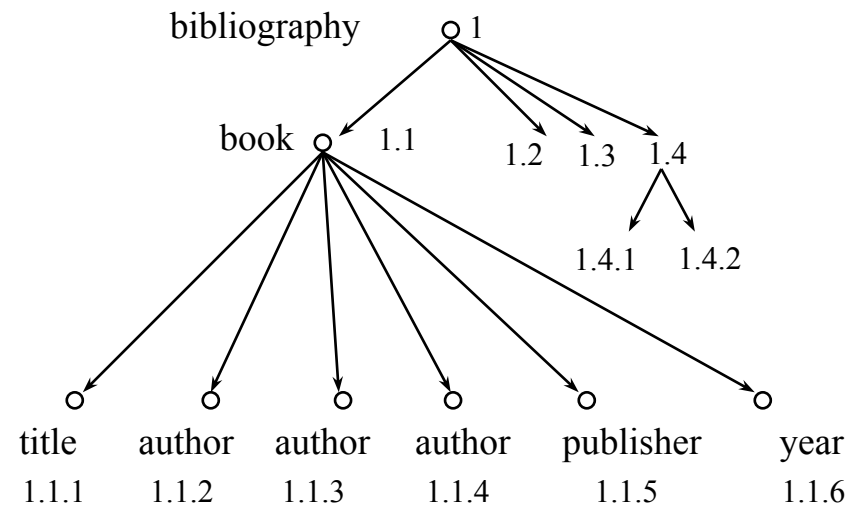 bibliography 1
book 1.1 1.2 1.3 1.4
1.4.1 1.4.2
title author author author publisher year
1.1.1 1.1.2 1.1.3 1.1.4 1.1.5 1.1.6